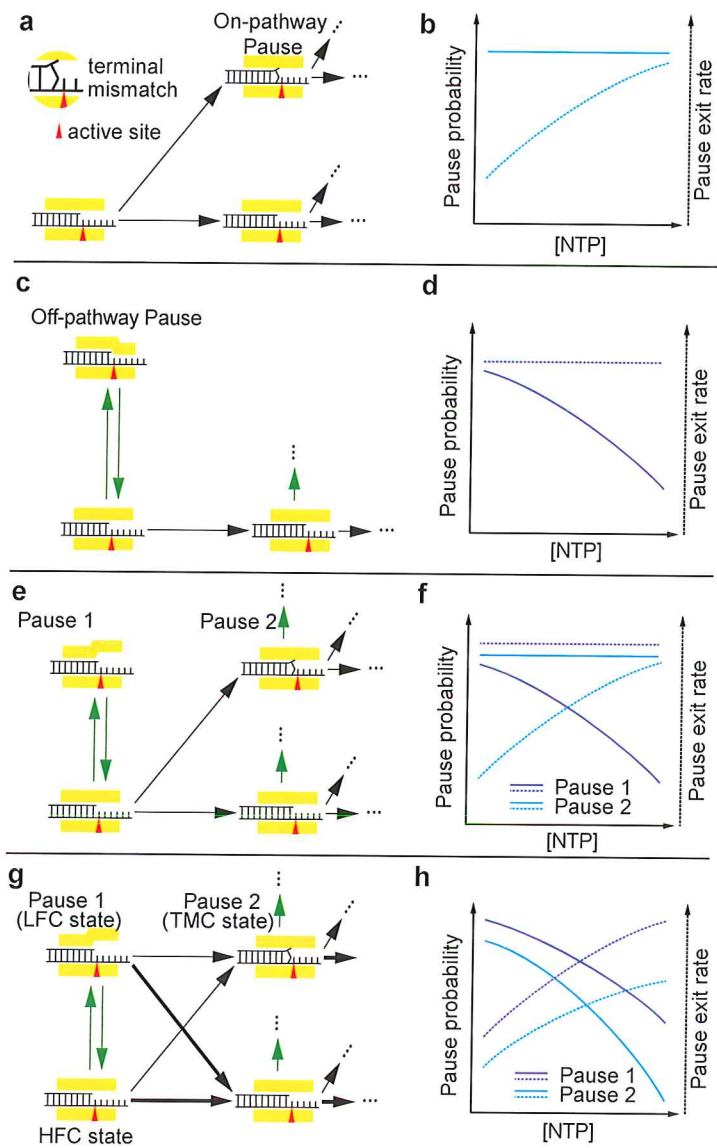 a
On-pathway
Pause
terminal
mismatch
active site
...
b
Pause probability
Pause exit rate
[NTP]
c
Off-pathway Pause
...
d
Pause probability
Pause exit rate
[NTP]
e
Pause 1
Pause 2
...
f
Pause probability
Pause exit rate
Pause 1
Pause 2
[NTP]
g
Pause 1
(LFC state)
Pause 2
(TMC state)
...
HFC state
h
Pause probability
Pause exit rate
Pause 1
Pause 2
[NTP]